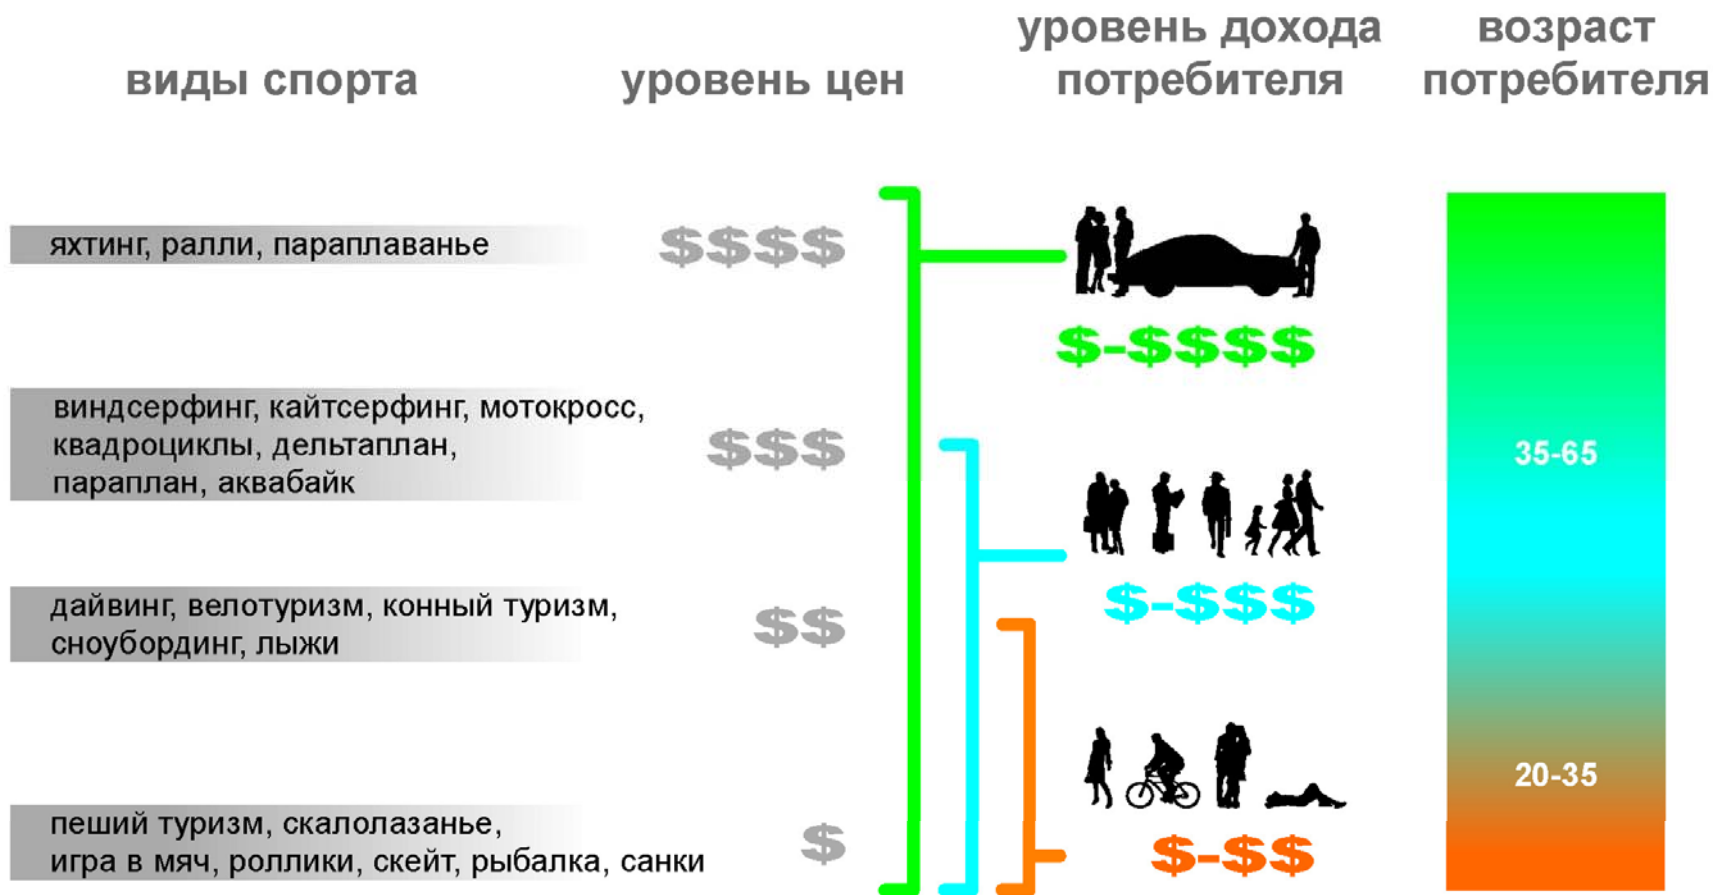 виды спорта
уровень цен
уровень дохода
потребителя
возраст
потребителя
яхтинг, ралли, параплаванье
$$$$
$-$$$$
виндсерфинг, кайтсерфинг, мотокросс,
квадроциклы, дельтаплан,
параплан, аквабайк
$$$
35-65
$-$$$
дайвинг, велотуризм, конный туризм,
сноубординг, лыжи
$$
20-35
пеший туризм, скалолазанье,
игра в мяч, роллики, скейт, рыбалка, санки
$
$-$$